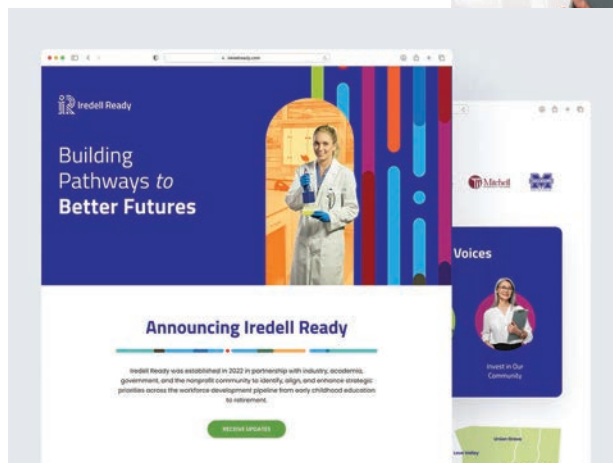 iredellready.com
Iredell Ready
Building
Pathways to
Better Futures
Mitchell
Voices
Invest in Our
Community
Announcing Iredell Ready
Iredell Ready was established in 2022 in partnership with industry, academia,
government, and the nonprofit community to identify, align, and enhance strategic
priorities across the workforce development pipeline from early childhood education
to retirement.
RECEIVE UPDATES
Union Grove
Love Valley